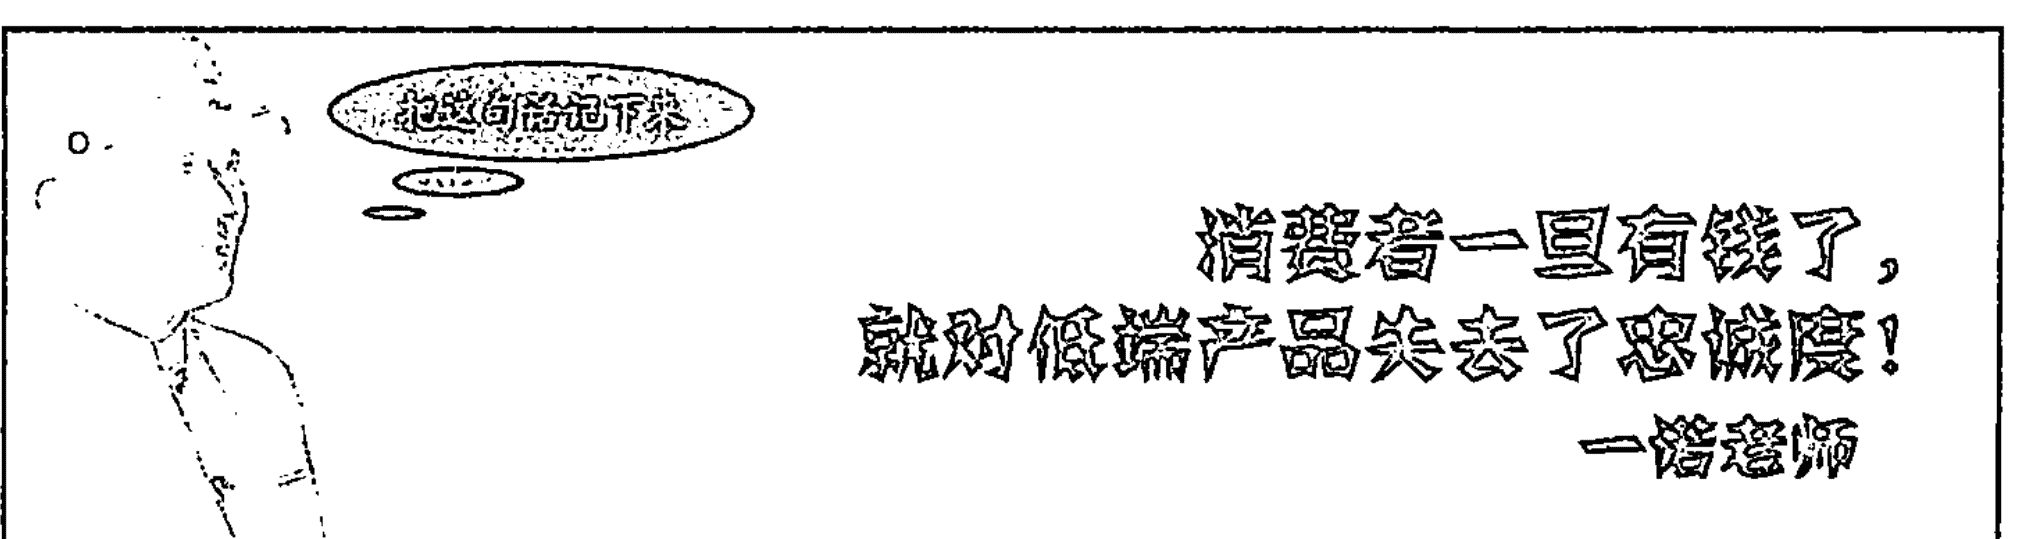 把这句话记下来
消费者一旦有钱了,
就对低端产品失去了忠诚度!
一诺老师